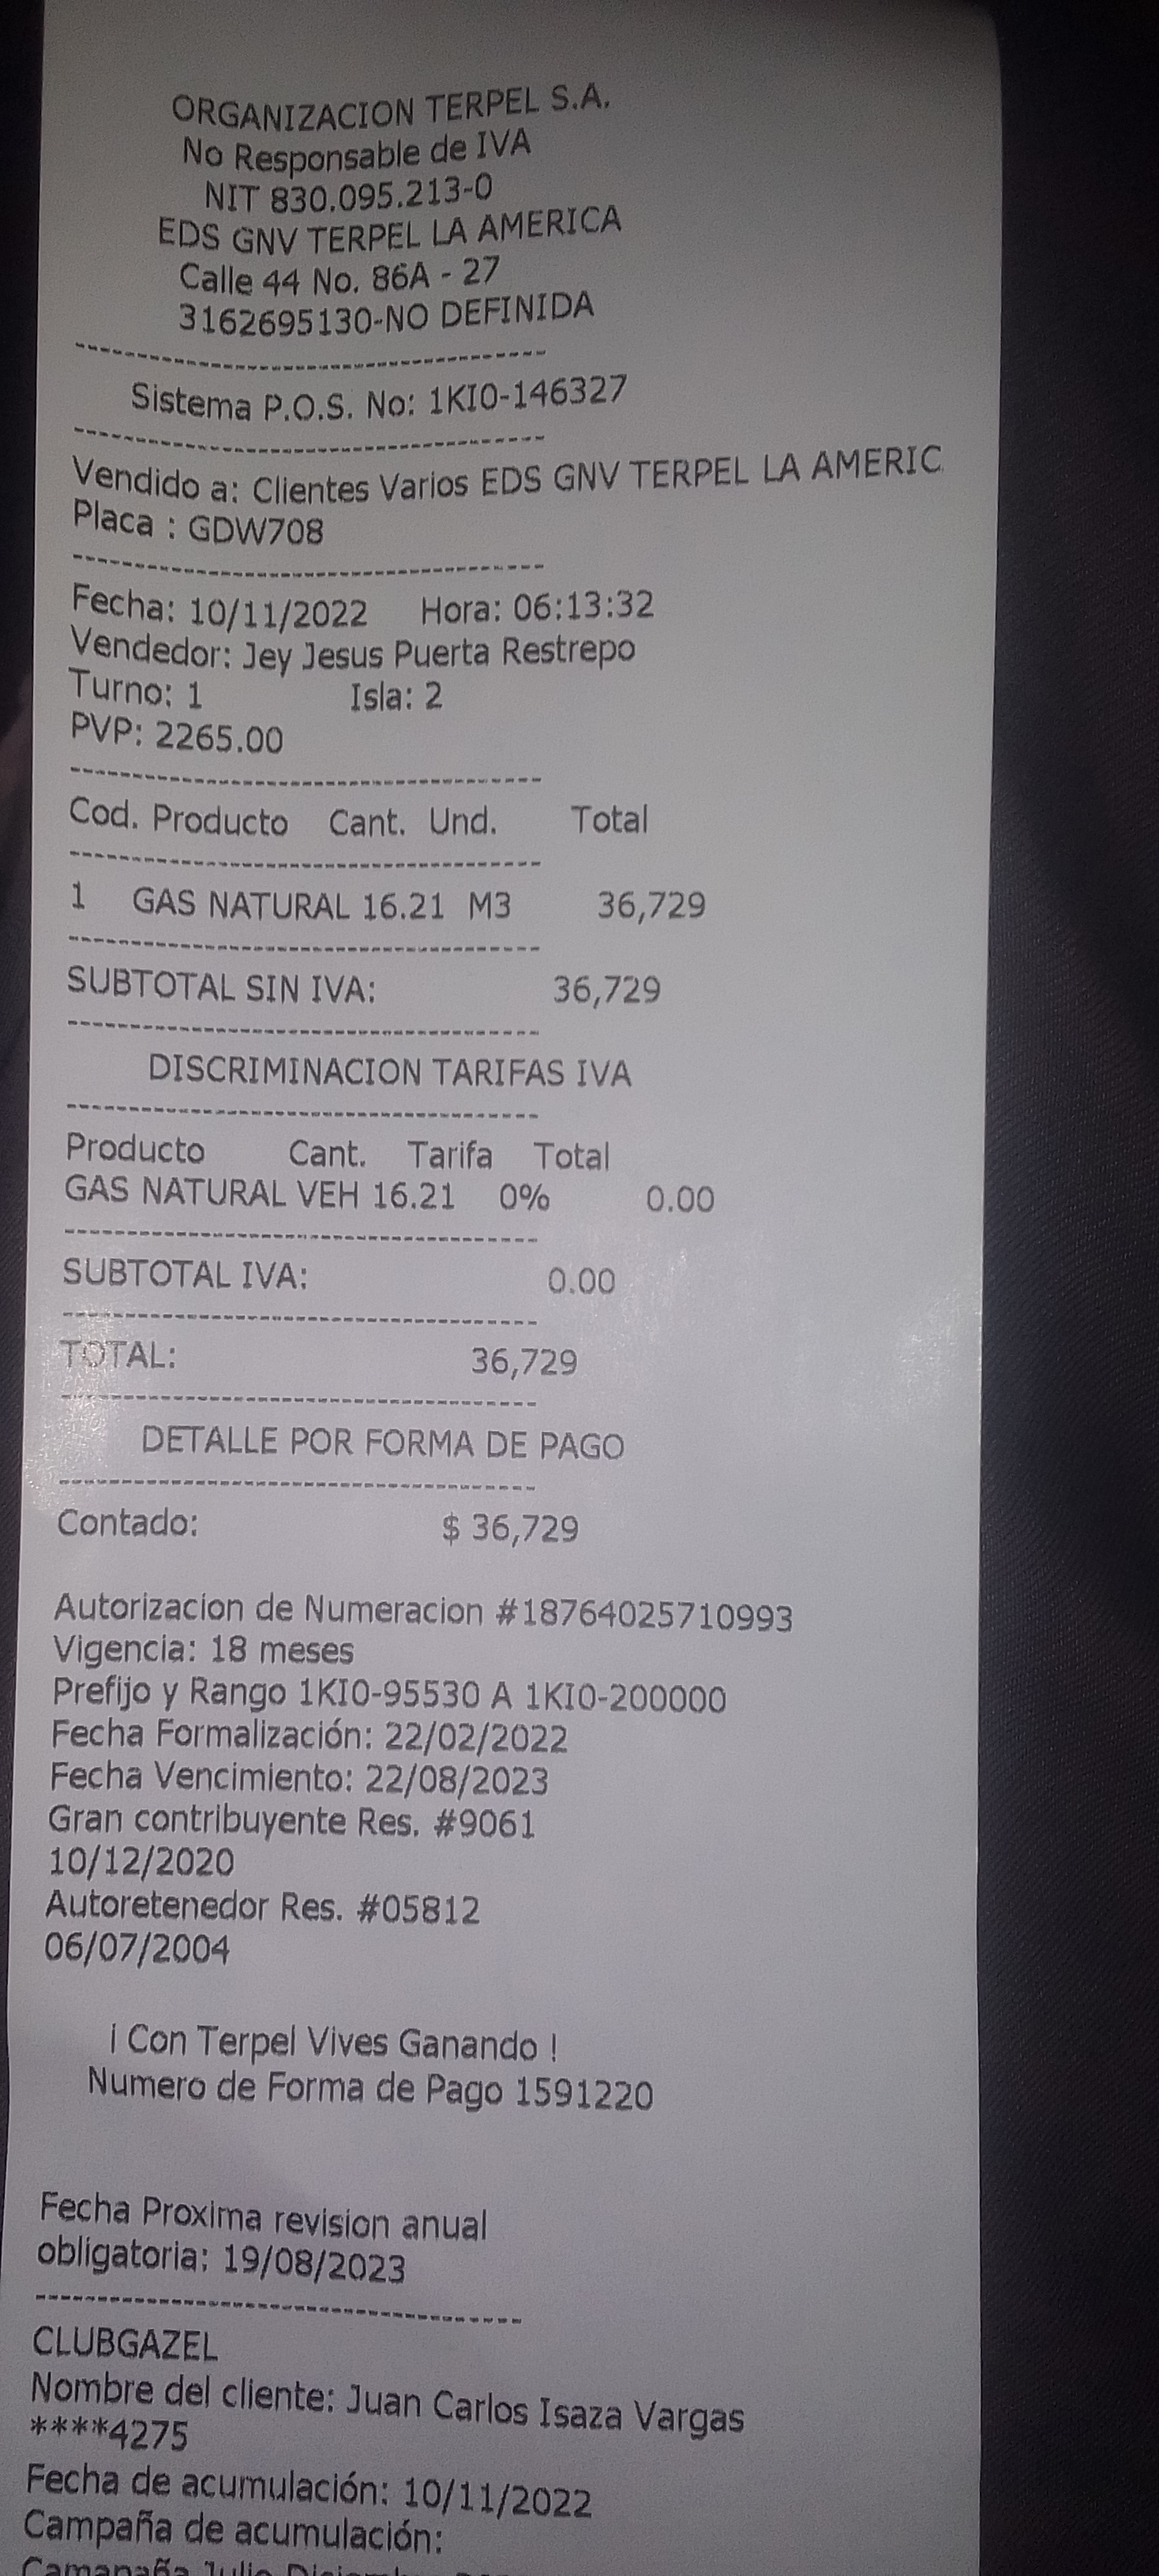 ORGANIZACION TERPEL S.A.
No Responsable de IVA
NIT 830.095.213-0
EDS GNV TERPEL LA AMERICA
Calle 44 No. 86A - 27
3162695130-NO DEFINIDA
----------------------------------
Sistema P.O.S. No: 1KI0-146327
----------------------------------
Vendido a: Clientes Varios EDS GNV TERPEL LA AMERIC
Placa : GDW708
----------------------------------
Fecha: 10/11/2022 Hora: 06:13:32
Vendedor: Jey Jesus Puerta Restrepo
Turno: 1 Isla: 2
PVP: 2265.00
----------------------------------
Cod. Producto Cant. Und. Total
----------------------------------
1 GAS NATURAL 16.21 M3 36,729
----------------------------------
SUBTOTAL SIN IVA: 36,729
----------------------------------
DISCRIMINACION TARIFAS IVA
----------------------------------
Producto Cant. Tarifa Total
GAS NATURAL VEH 16.21 0% 0.00
----------------------------------
SUBTOTAL IVA: 0.00
----------------------------------
TOTAL: 36,729
----------------------------------
DETALLE POR FORMA DE PAGO
----------------------------------
Contado: $ 36,729
Autorizacion de Numeracion #18764025710993
Vigencia: 18 meses
Prefijo y Rango 1KI0-95530 A 1KI0-200000
Fecha Formalización: 22/02/2022
Fecha Vencimiento: 22/08/2023
Gran contribuyente Res. #9061
10/12/2020
Autoretenedor Res. #05812
06/07/2004
¡ Con Terpel Vives Ganando !
Numero de Forma de Pago 1591220
Fecha Proxima revision anual
obligatoria: 19/08/2023
----------------------------------
CLUBGAZEL
Nombre del cliente: Juan Carlos Isaza Vargas
****4275
Fecha de acumulación: 10/11/2022
Campaña de acumulación: